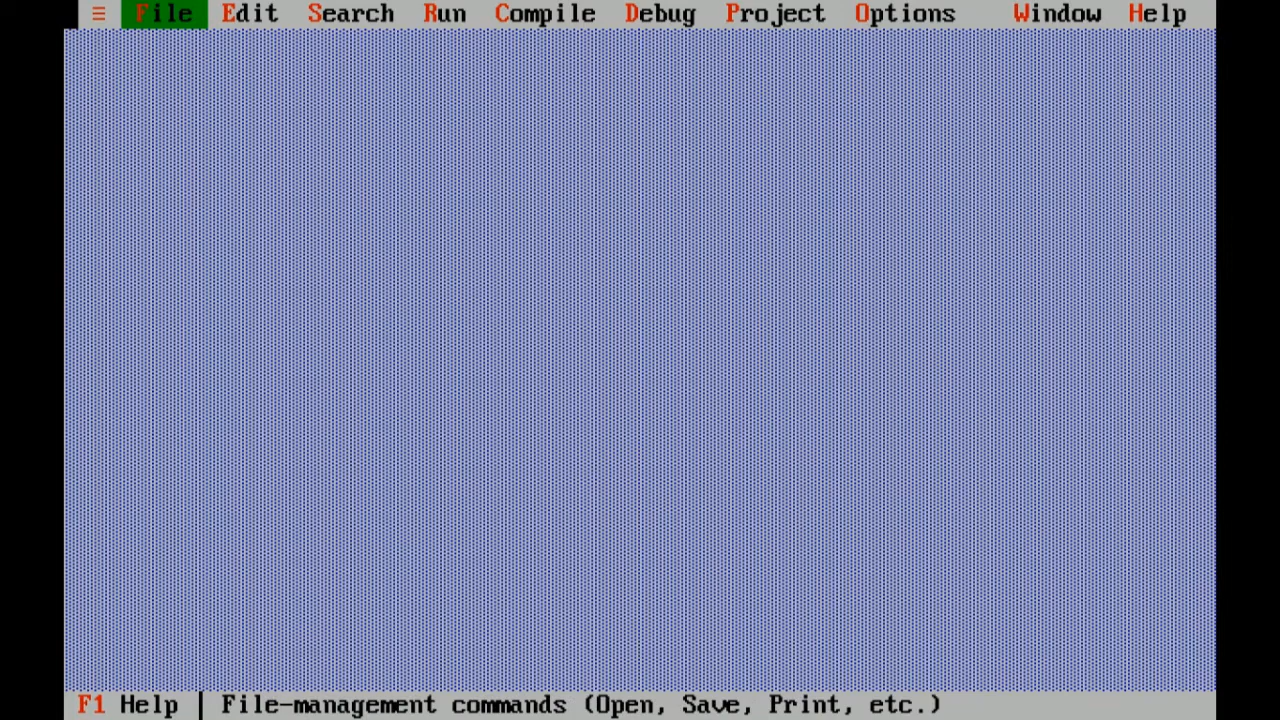 ≡ File Edit Search Run Compile Debug Project Options Window Help
F1 Help │ File-management commands (Open, Save, Print, etc.)